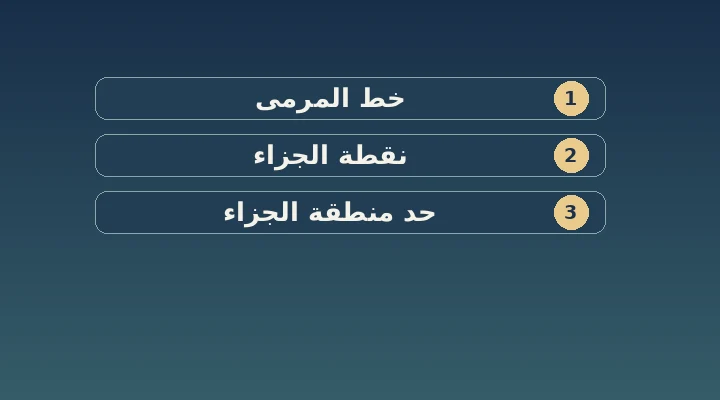 1 خط المرمى
2 نقطة الجزاء
3 حد منطقة الجزاء